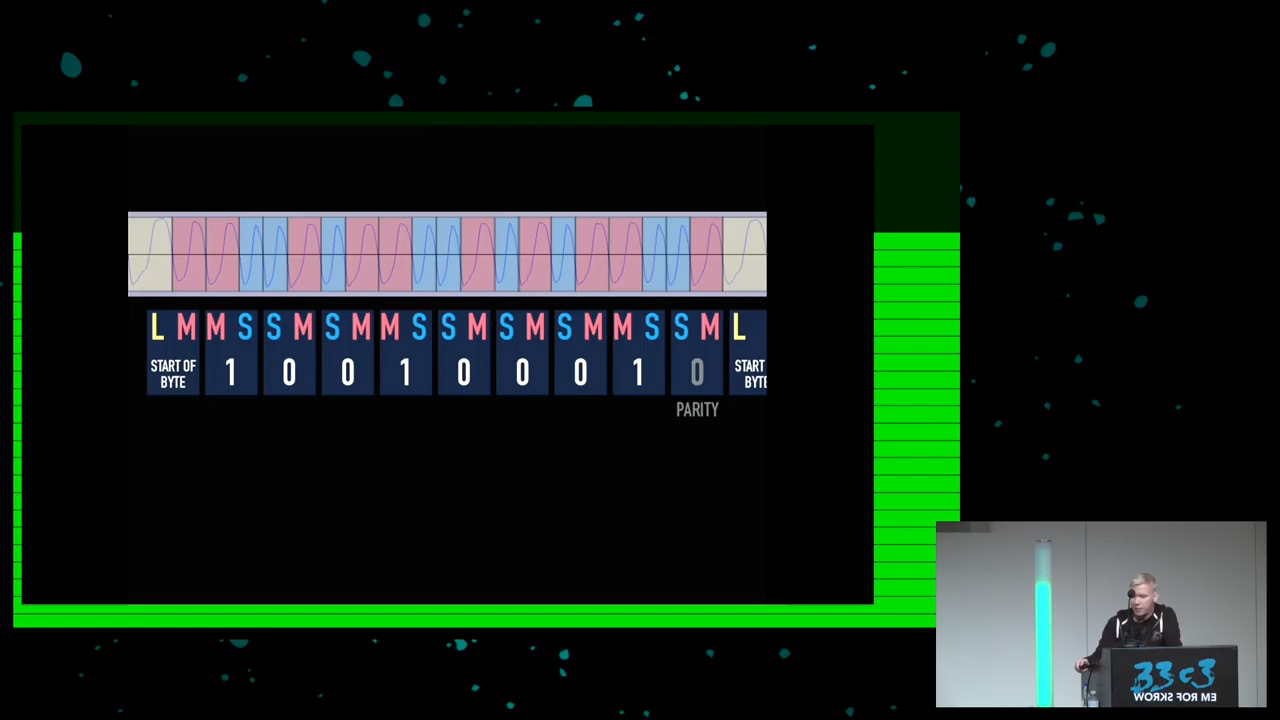 L M M S S M S M M S S M S M S M M S S M L
START OF BYTE 1 0 0 1 0 0 0 1 0 START BYTE
PARITY
33c3
WORKS FOR ME